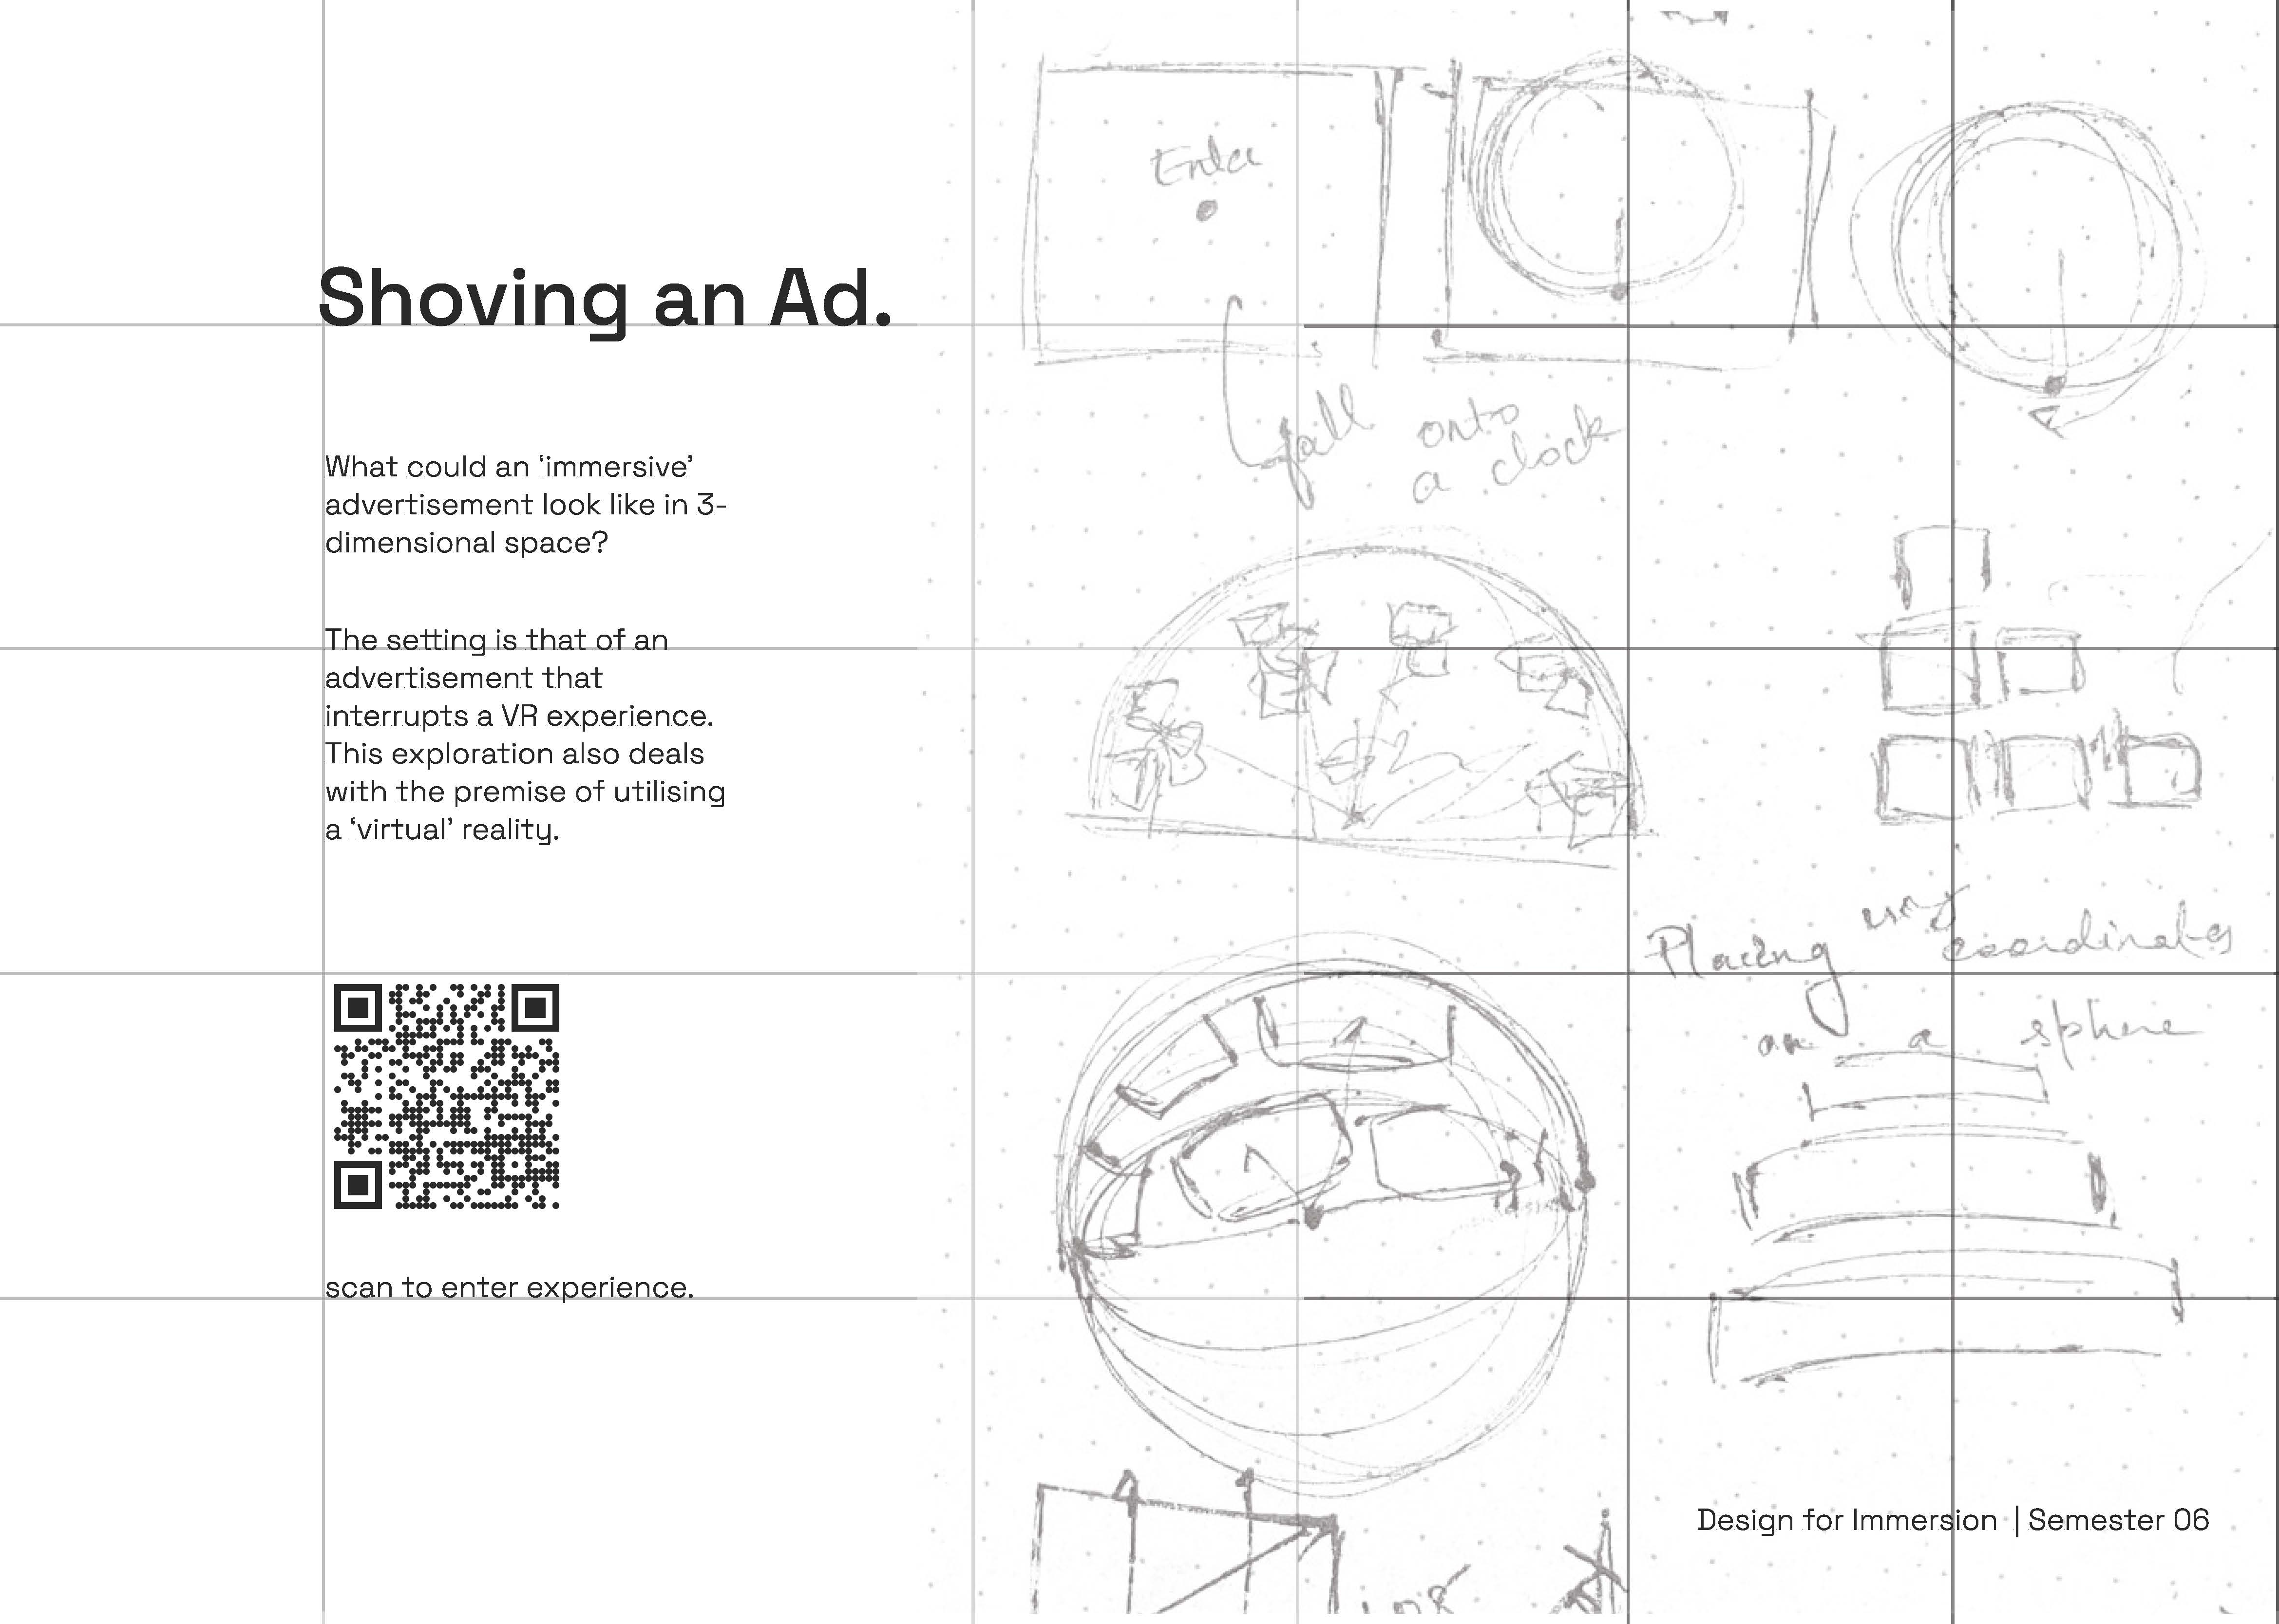 Shoving an Ad.
What could an ‘immersive’
advertisement look like in 3-
dimensional space?
The setting is that of an
advertisement that
interrupts a VR experience.
This exploration also deals
with the premise of utilising
a ‘virtual’ reality.
scan to enter experience.
Enter
fall onto
a clock
Placing using coordinates
on a sphere
Design for Immersion | Semester 06